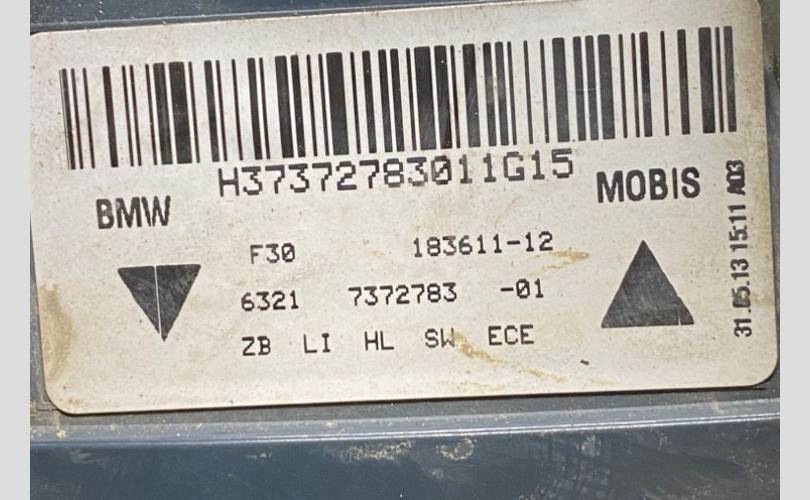 H37372783011G15
BMW
MOBIS
F30 183611-12
6321 7372783 -01
ZB LI HL SW ECE
31.05.13 15:11 A03